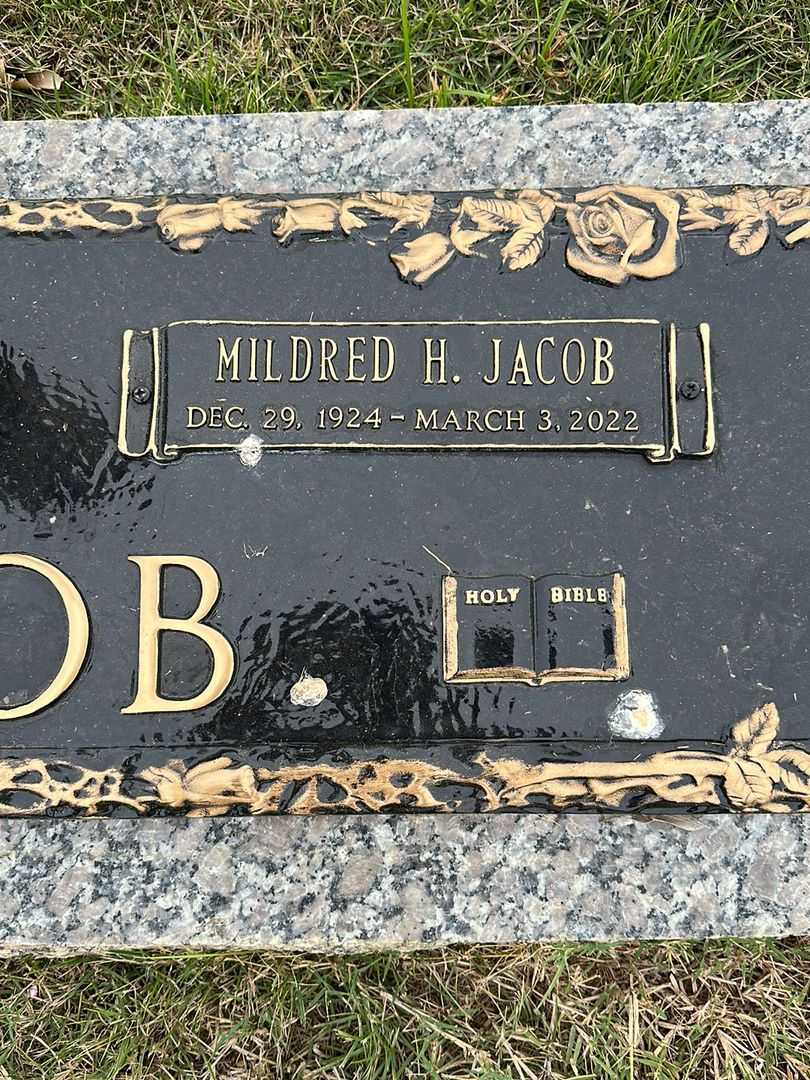 MILDRED H. JACOB
DEC. 29, 1924 – MARCH 3, 2022
OB
HOLY BIBLE